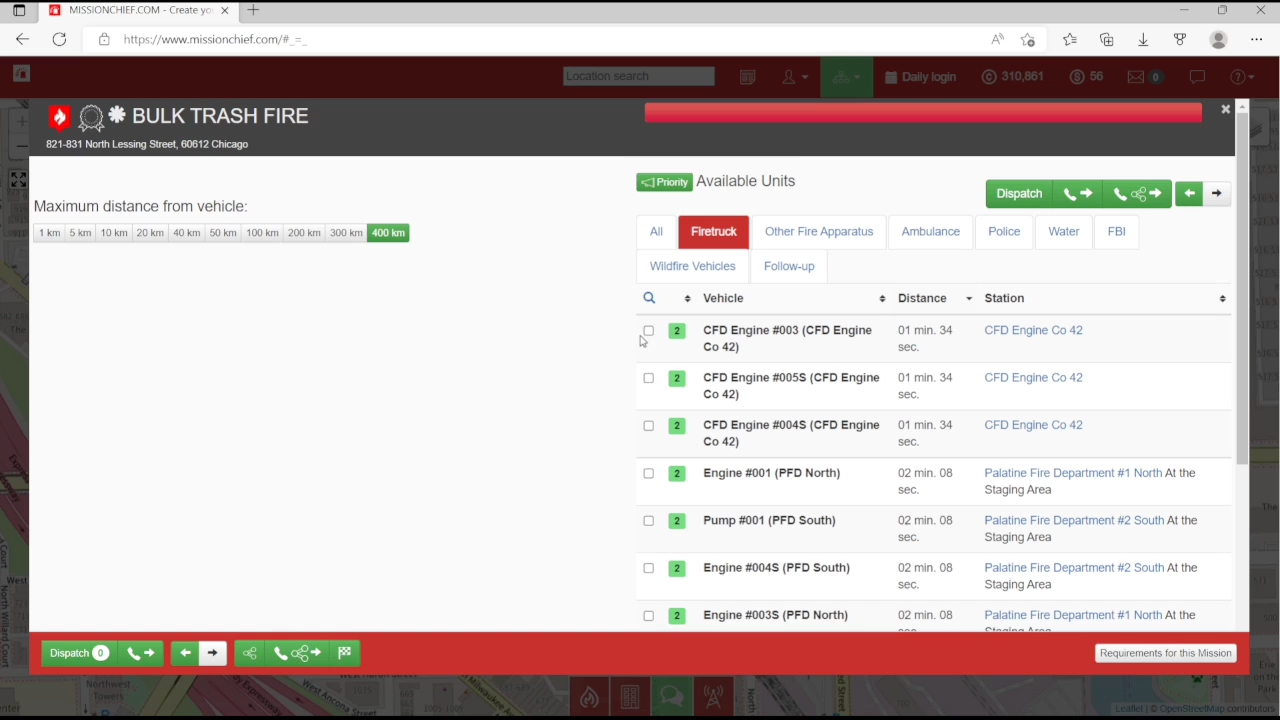 MISSIONCHIEF.COM - Create yo
https://www.missionchief.com/#_=_
Location search
Daily login
310,861
56
0
BULK TRASH FIRE
821-831 North Lessing Street, 60612 Chicago
Maximum distance from vehicle:
1 km 5 km 10 km 20 km 40 km 50 km 100 km 200 km 300 km 400 km
Priority Available Units
Dispatch
All Firetruck Other Fire Apparatus Ambulance Police Water FBI
Wildfire Vehicles Follow-up
Vehicle Distance Station
2 CFD Engine #003 (CFD Engine 01 min. 34 CFD Engine Co 42
Co 42) sec.
2 CFD Engine #005S (CFD Engine 01 min. 34 CFD Engine Co 42
Co 42) sec.
2 CFD Engine #004S (CFD Engine 01 min. 34 CFD Engine Co 42
Co 42) sec.
2 Engine #001 (PFD North) 02 min. 08 Palatine Fire Department #1 North At the
sec. Staging Area
2 Pump #001 (PFD South) 02 min. 08 Palatine Fire Department #2 South At the
sec. Staging Area
2 Engine #004S (PFD South) 02 min. 08 Palatine Fire Department #2 South At the
sec. Staging Area
2 Engine #003S (PFD North) 02 min. 08 Palatine Fire Department #1 North At the
sec. Staging Area
Dispatch 0
Requirements for this Mission
Northwest
Towers
Leaflet | © OpenStreetMap contributors